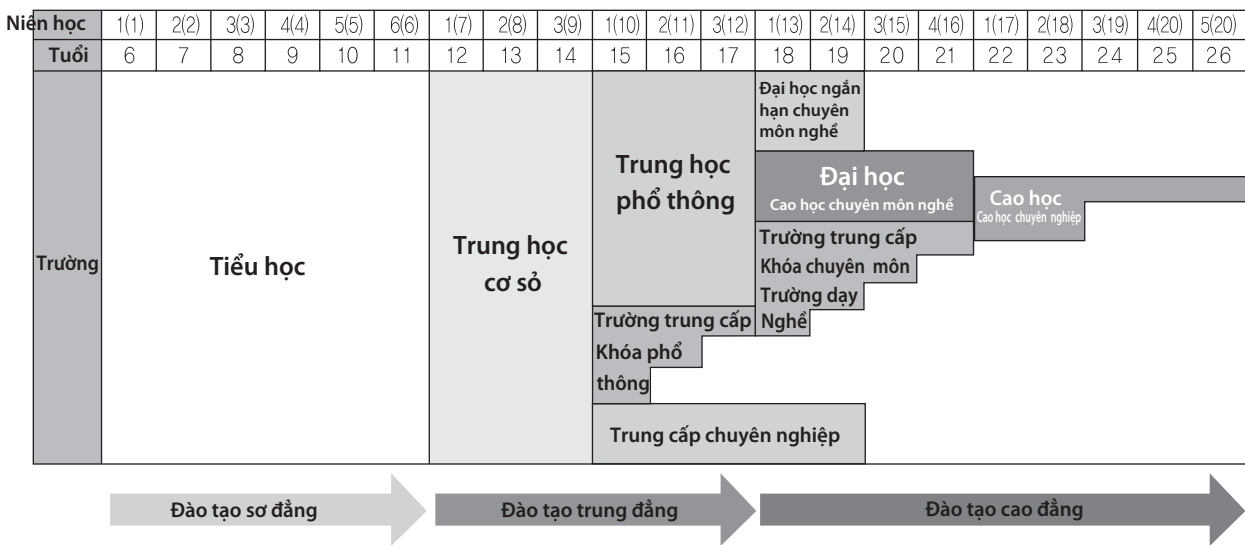 Niên học 1(1) 2(2) 3(3) 4(4) 5(5) 6(6) 1(7) 2(8) 3(9) 1(10) 2(11) 3(12) 1(13) 2(14) 3(15) 4(16) 1(17) 2(18) 3(19) 4(20) 5(20)
Tuổi 6 7 8 9 10 11 12 13 14 15 16 17 18 19 20 21 22 23 24 25 26
Trường
Tiểu học
Trung học
cơ sỏ
Trung học
phổ thông
Trường trung cấp
Khóa phổ
thông
Trung cấp chuyên nghiệp
Đại học ngắn
hạn chuyên
môn nghề
Đại học
Cao học chuyên môn nghề
Trường trung cấp
Khóa chuyên môn
Trường dạy
Nghề
Cao học
Cao học chuyên nghiệp
Đào tạo sơ đẳng
Đào tạo trung đẳng
Đào tạo cao đẳng